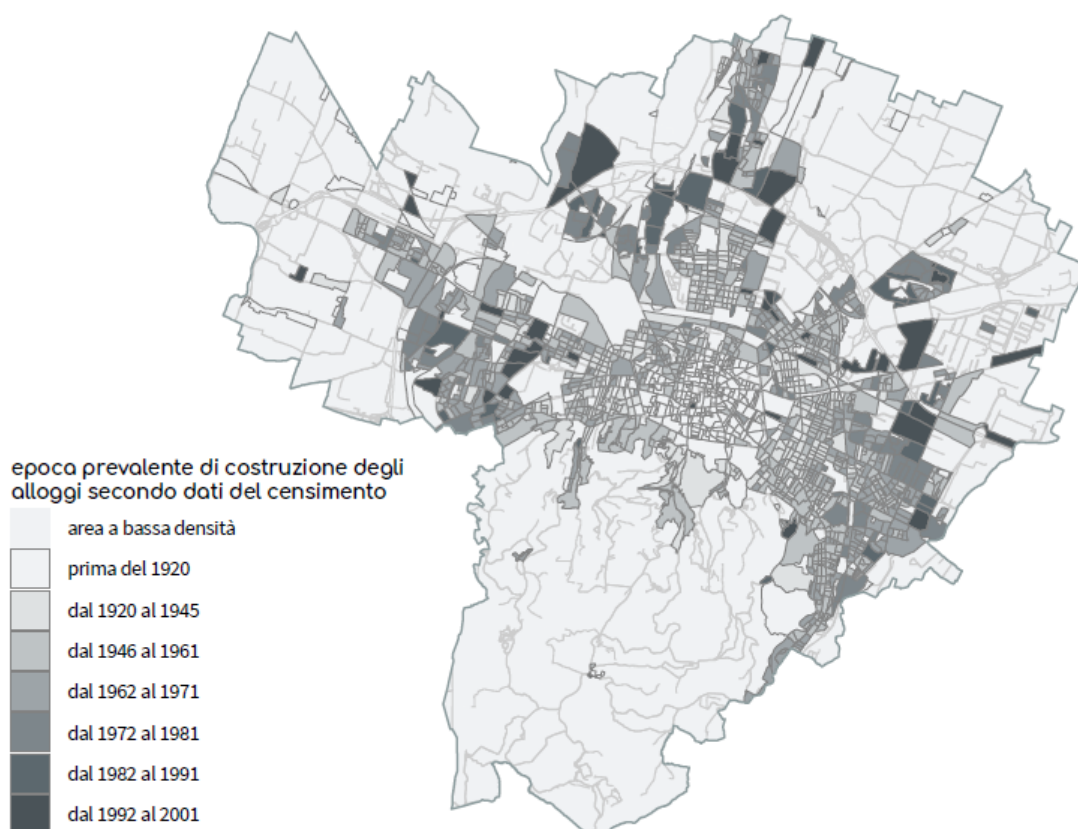 epoca prevalente di costruzione degli
alloggi secondo dati del censimento
area a bassa densità
prima del 1920
dal 1920 al 1945
dal 1946 al 1961
dal 1962 al 1971
dal 1972 al 1981
dal 1982 al 1991
dal 1992 al 2001